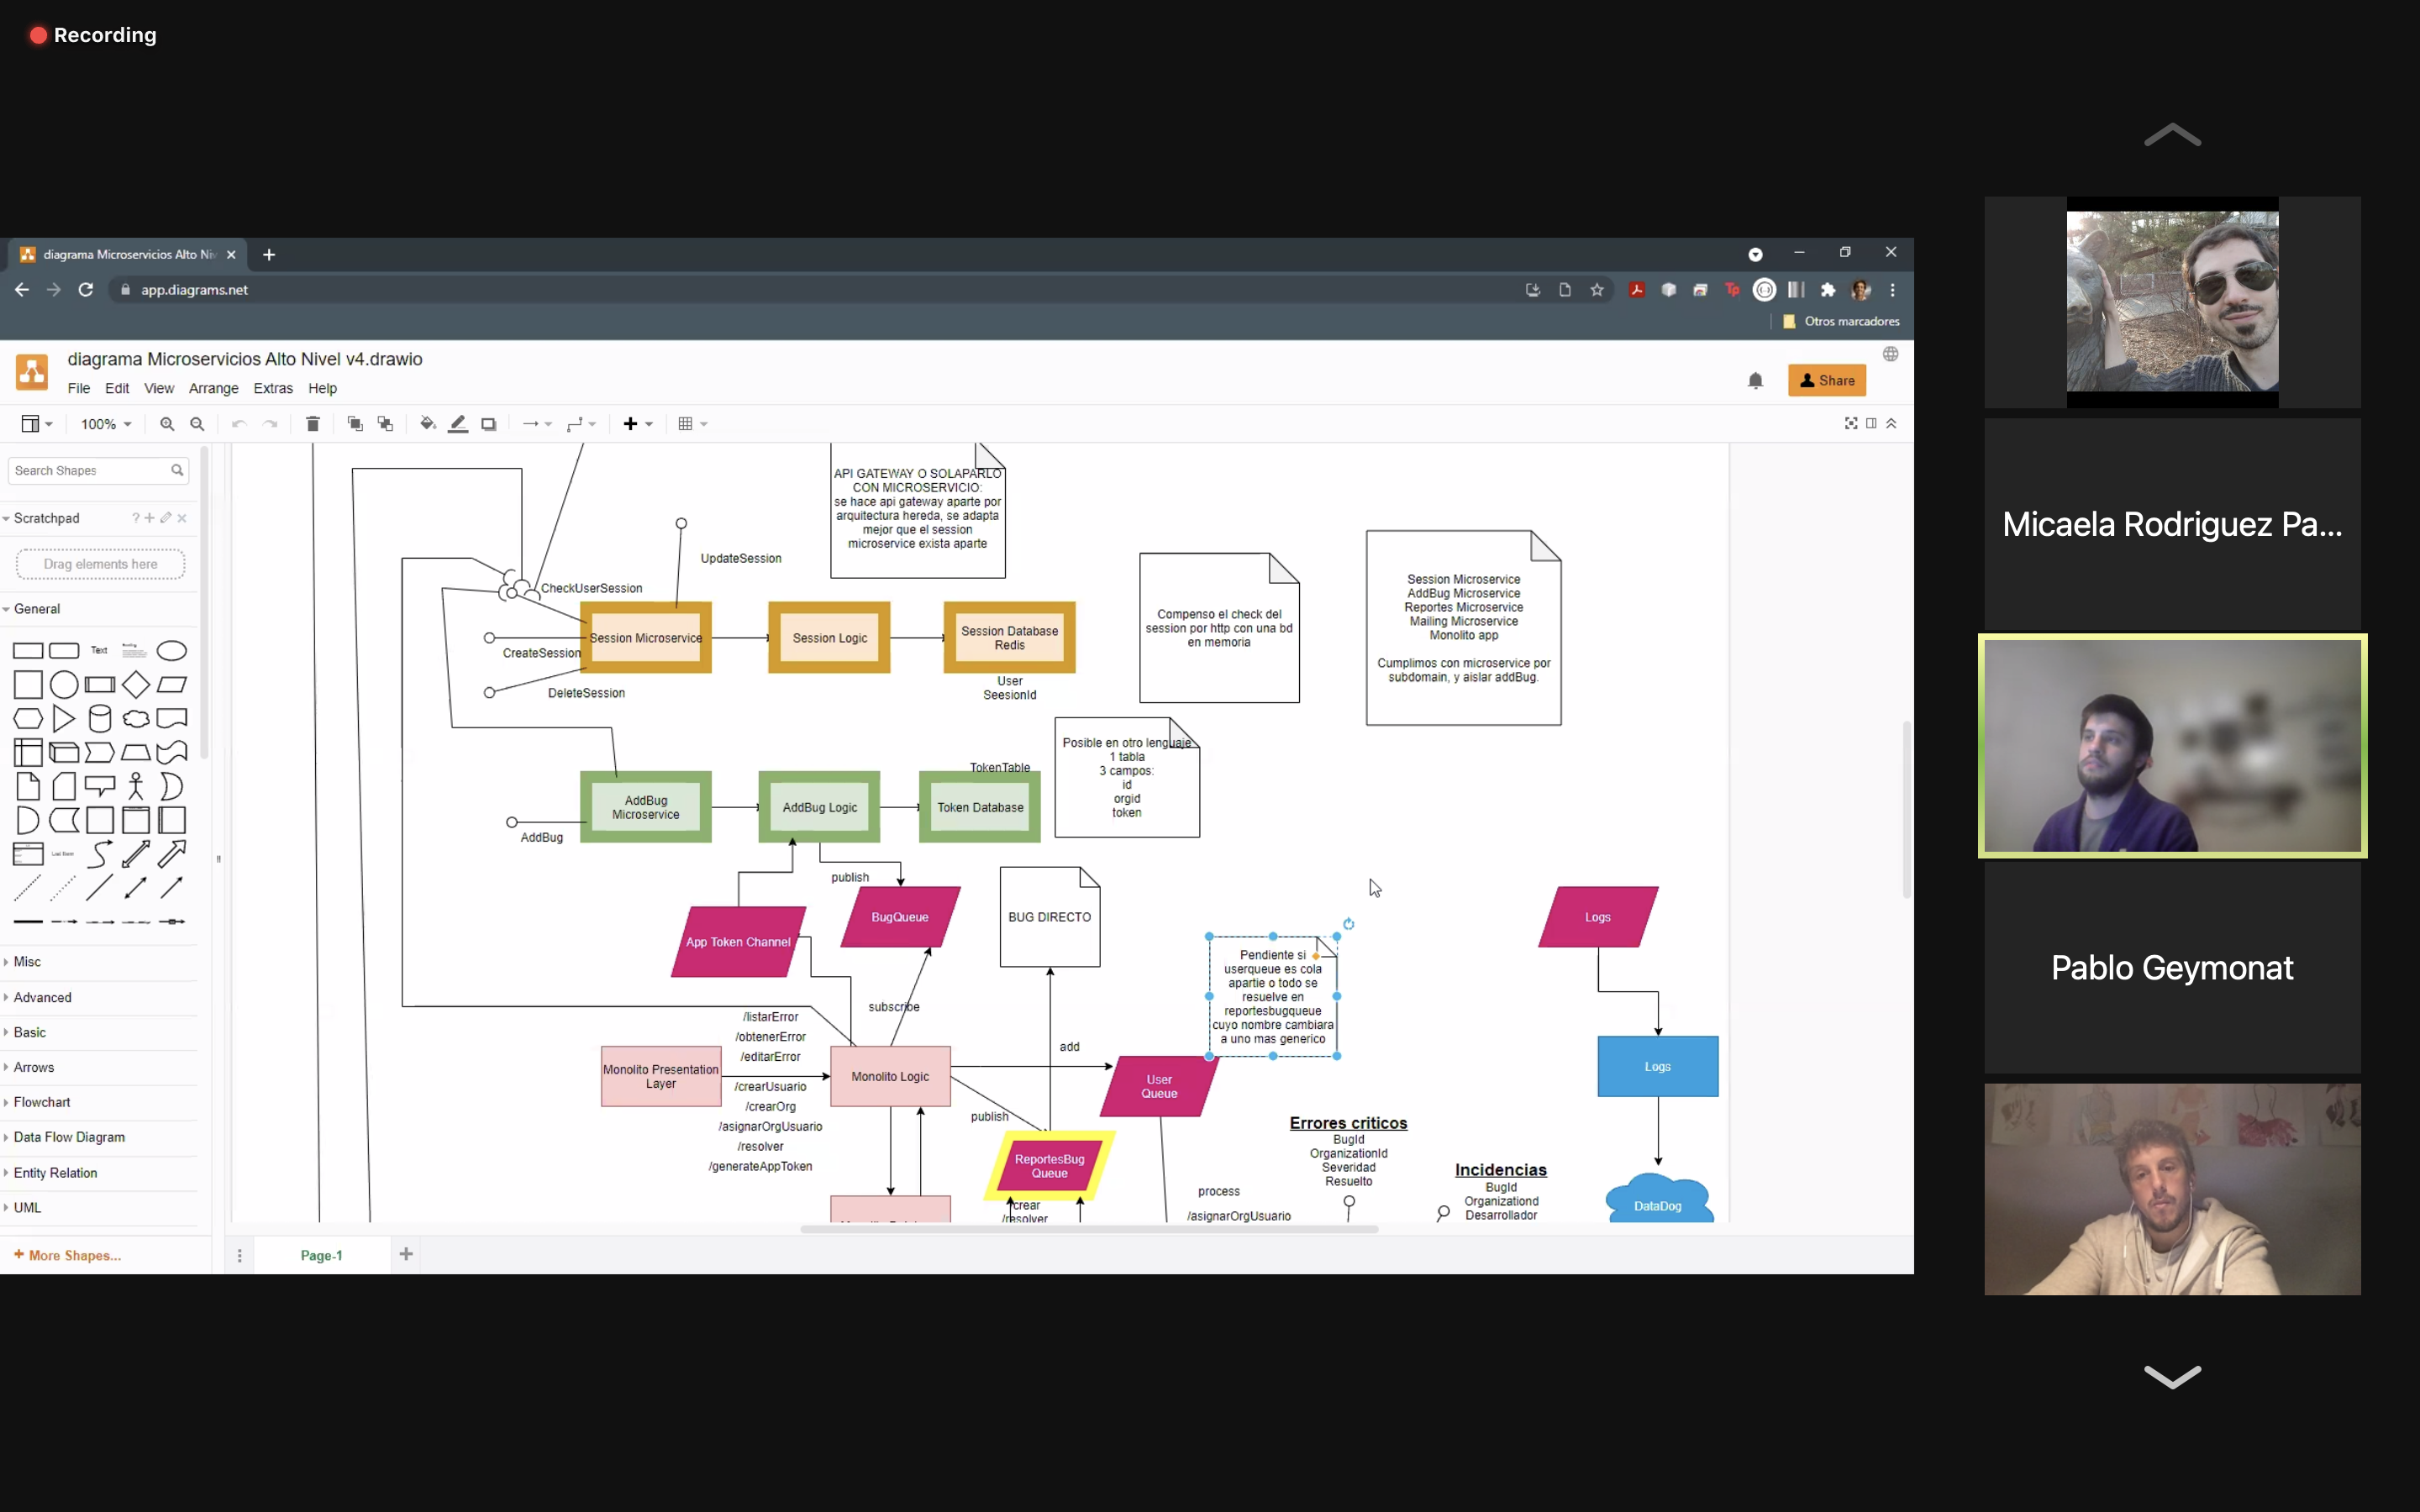 Recording
diagrama Microservicios Alto Niv
app.diagrams.net
Otros marcadores
diagrama Microservicios Alto Nivel v4.drawio
File Edit View Arrange Extras Help
Share
100%
Search Shapes
Scratchpad
Drag elements here
General
Text
Misc
Advanced
Basic
Arrows
Flowchart
Data Flow Diagram
Entity Relation
UML
+ More Shapes...
Page-1
API GATEWAY O SOLAPARLO
CON MICROSERVICIO:
se hace api gateway aparte por
arquitectura hereda, se adapta
mejor que el session
microservice exista aparte
UpdateSession
CheckUserSession
CreateSession
DeleteSession
Session Microservice
Session Logic
Session Database
Redis
User
SeesionId
Compenso el check del
session por http con una bd
en memoria
Session Microservice
AddBug Microservice
Reportes Microservice
Mailing Microservice
Monolito app
Cumplimos con microservice por
subdomain, y aislar addBug.
Posible en otro lenguaje
1 tabla
3 campos:
id
orgid
token
TokenTable
AddBug
Microservice
AddBug Logic
Token Database
AddBug
publish
App Token Channel
BugQueue
BUG DIRECTO
subscribe
Pendiente si
userqueue es cola
apartie o todo se
resuelve en
reportesbugqueue
cuyo nombre cambiara
a uno mas generico
Logs
Logs
DataDog
/listarError
/obtenerError
/editarError
Monolito Presentation
Layer
/crearUsuario
/crearOrg
/asignarOrgUsuario
/resolver
/generateAppToken
Monolito Logic
add
User
Queue
publish
ReportesBug
Queue
/crear
/resolver
process
/asignarOrgUsuario
Errores criticos
BugId
OrganizationId
Severidad
Resuelto
Incidencias
BugId
Organizationd
Desarrollador
Micaela Rodriguez Pa...
Pablo Geymonat